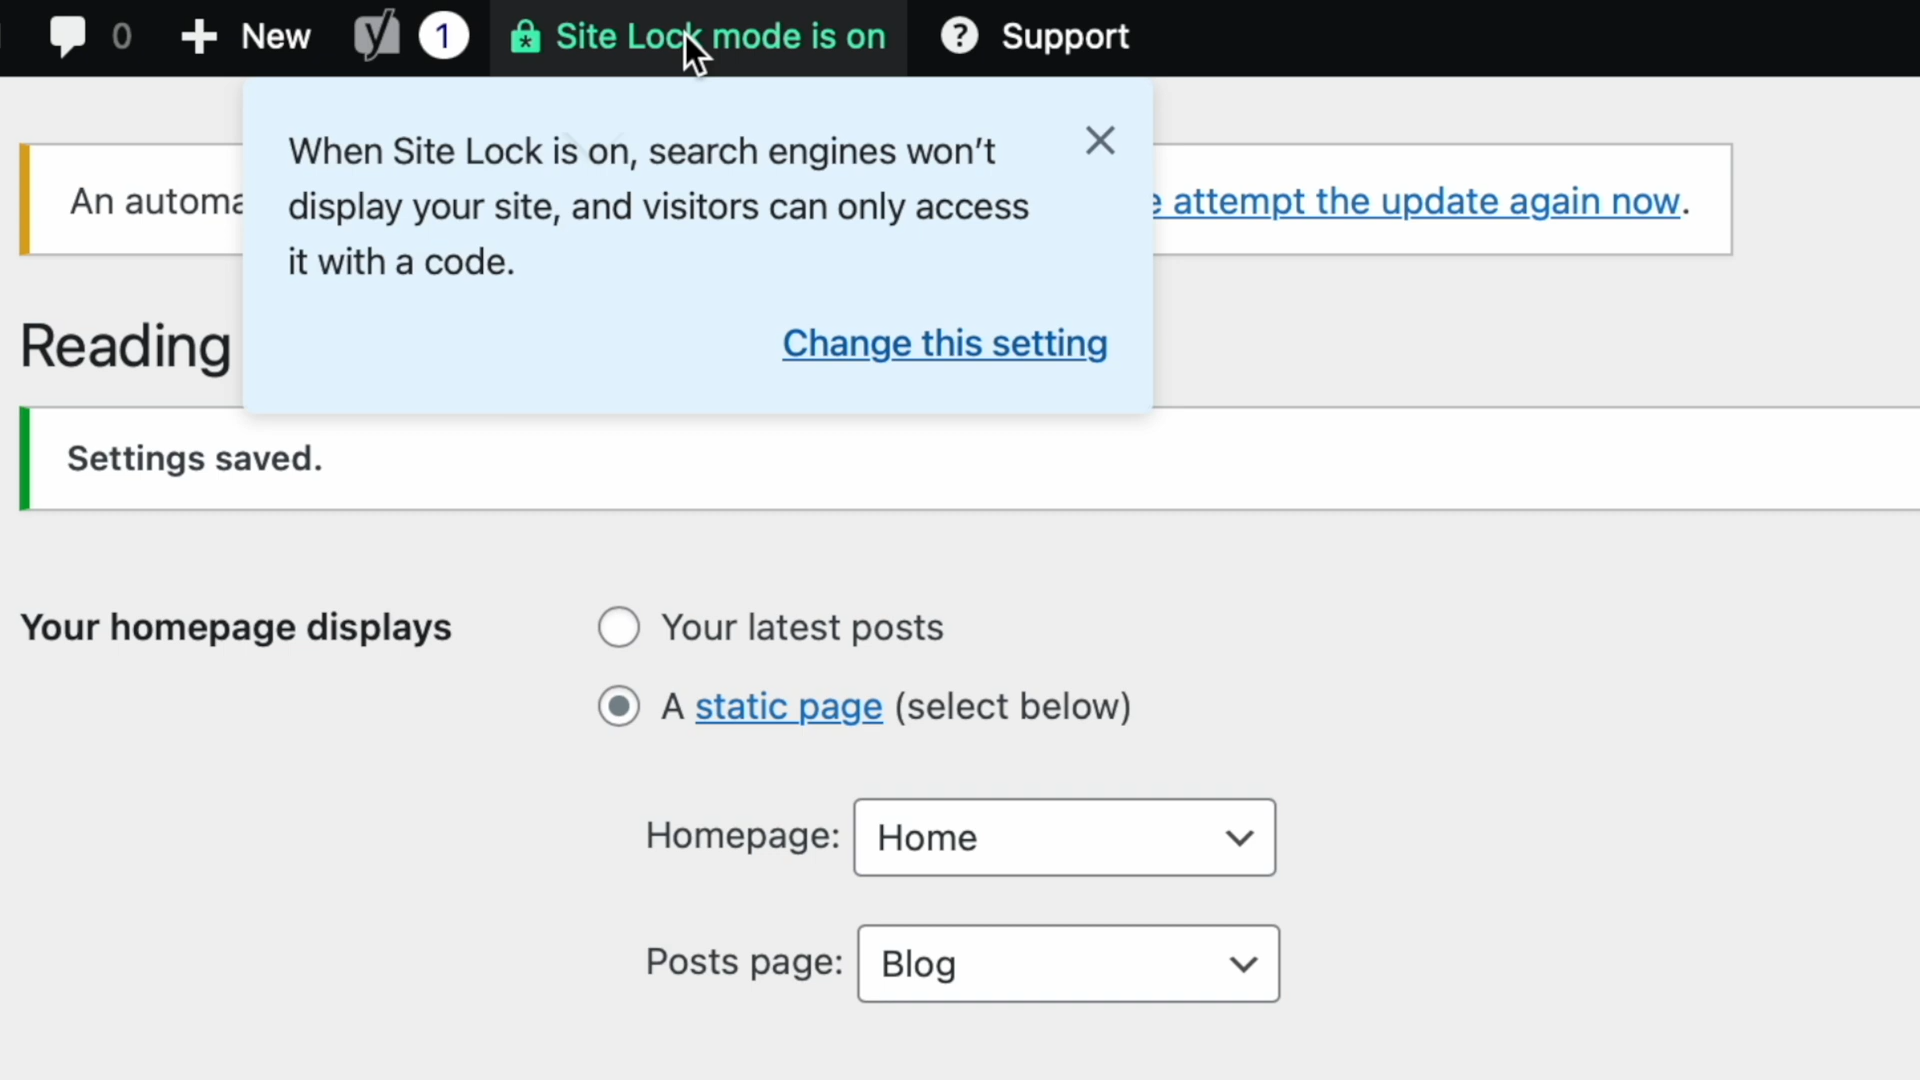 0 New 1 Site Lock mode is on ? Support
When Site Lock is on, search engines won't
display your site, and visitors can only access
it with a code.
Change this setting
An automa
e attempt the update again now.
Reading
Settings saved.
Your homepage displays
Your latest posts
A static page (select below)
Homepage: Home
Posts page: Blog